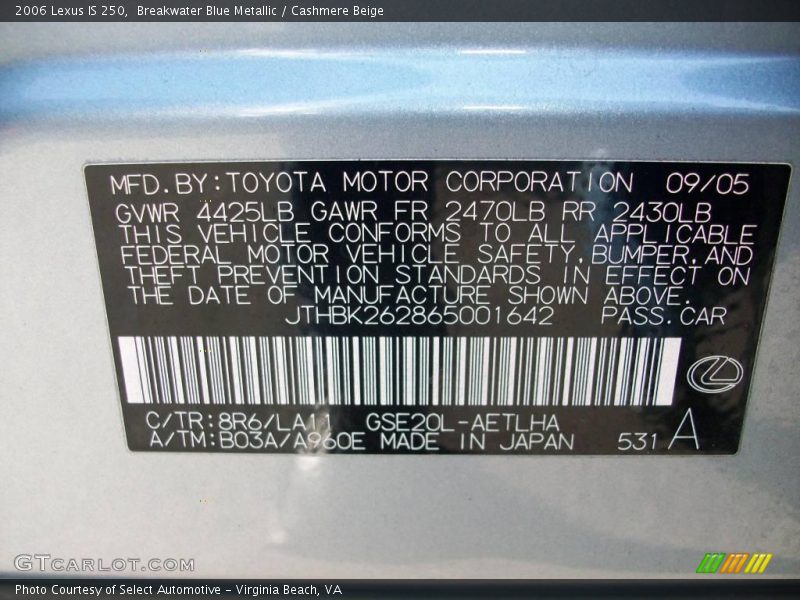 2006 Lexus IS 250,  Breakwater Blue Metallic / Cashmere Beige
MFD.BY:TOYOTA MOTOR CORPORATION 09/05
GVWR 4425LB GAWR FR 2470LB RR 2430LB
THIS VEHICLE CONFORMS TO ALL APPLICABLE
FEDERAL MOTOR VEHICLE SAFETY,BUMPER,AND
THEFT PREVENTION STANDARDS IN EFFECT ON
THE DATE OF MANUFACTURE SHOWN ABOVE.
JTHBK262865001642 PASS.CAR
C/TR:8R6/LA11 GSE20L-AETLHA
A/TM:B03A/A960E MADE IN JAPAN 531 A
GTCARLOT.COM
Photo Courtesy of Select Automotive - Virginia Beach, VA